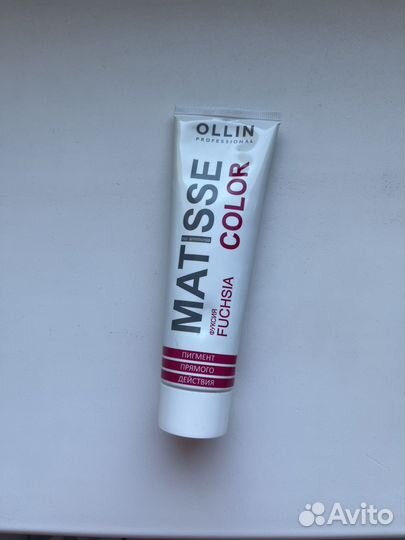 OLLIN
PROFESSIONAL
MATISSE
COLOR
ФУКСИЯ
FUCHSIA
ПИГМЕНТ
ПРЯМОГО
ДЕЙСТВИЯ
Avito